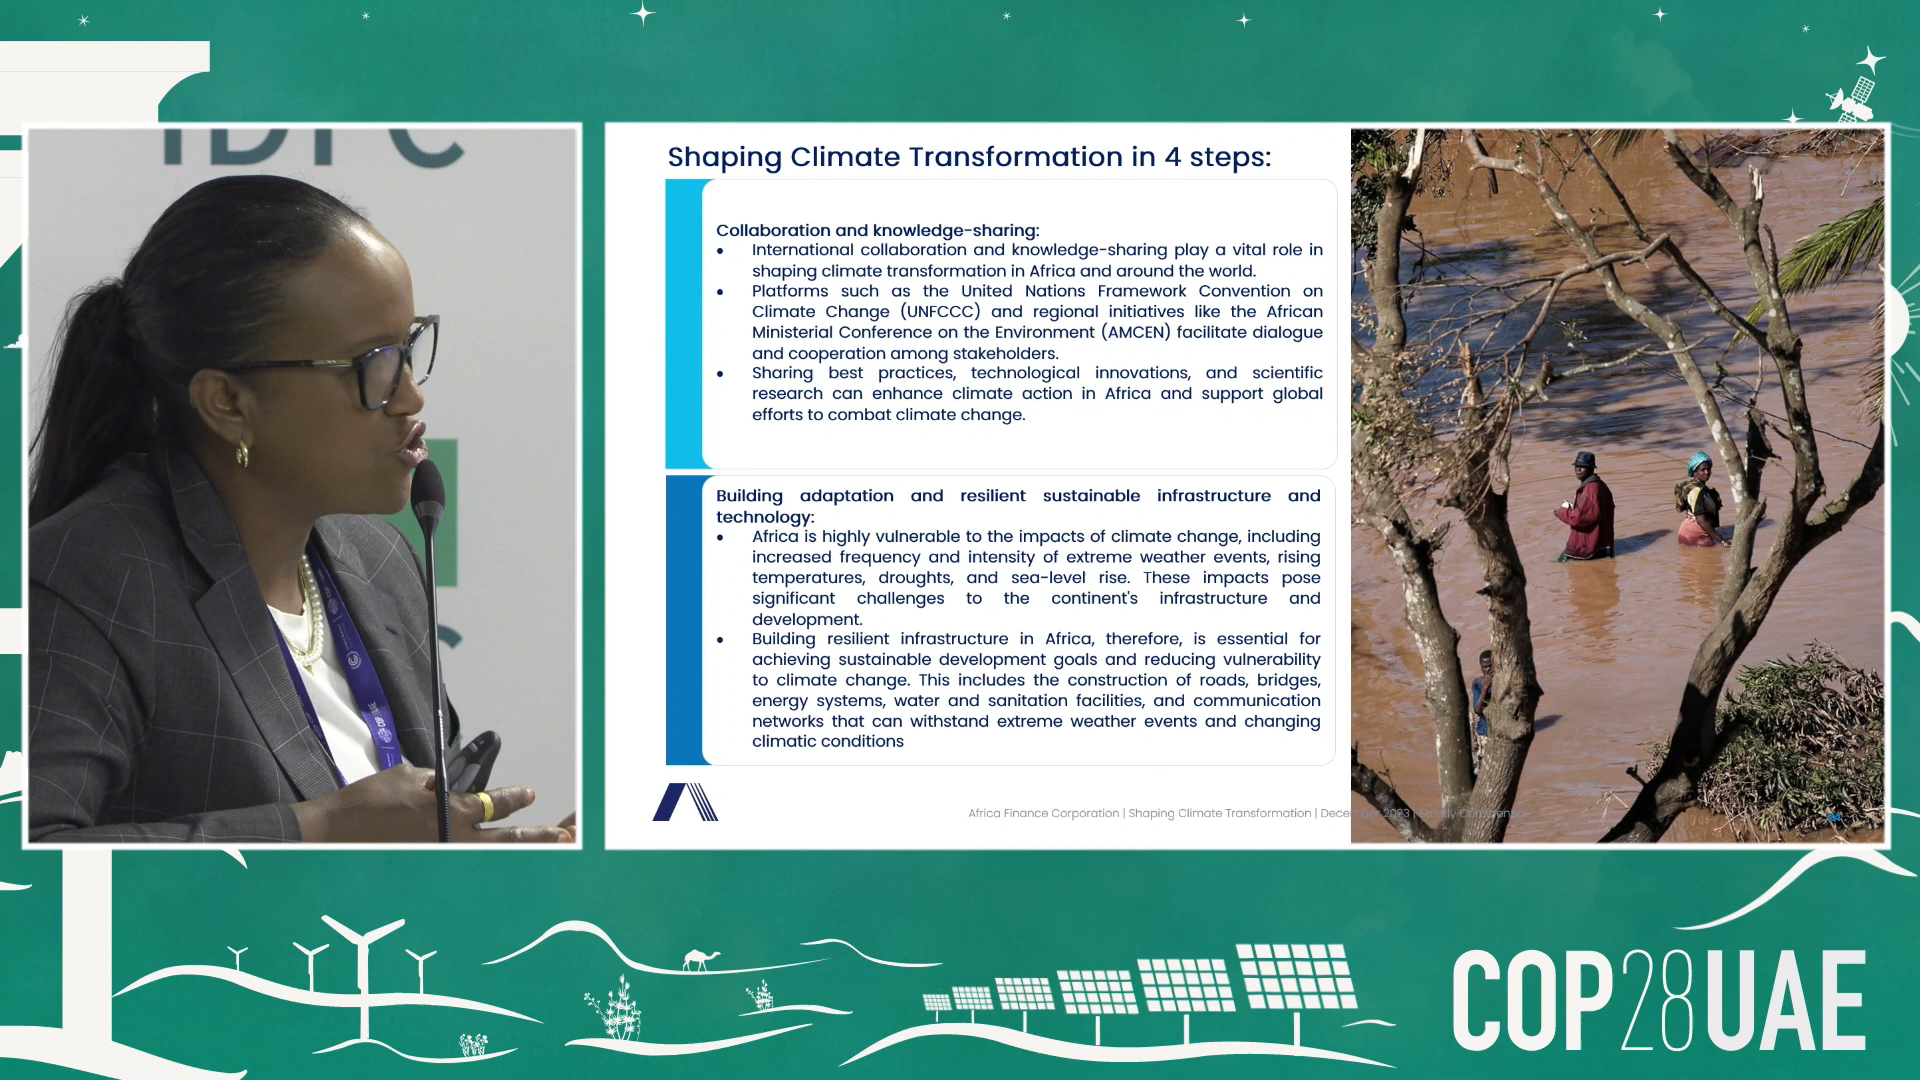 IDFC
Shaping Climate Transformation in 4 steps:
Collaboration and knowledge-sharing:
• International collaboration and knowledge-sharing play a vital role in
shaping climate transformation in Africa and around the world.
• Platforms such as the United Nations Framework Convention on
Climate Change (UNFCCC) and regional initiatives like the African
Ministerial Conference on the Environment (AMCEN) facilitate dialogue
and cooperation among stakeholders.
• Sharing best practices, technological innovations, and scientific
research can enhance climate action in Africa and support global
efforts to combat climate change.
Building adaptation and resilient sustainable infrastructure and
technology:
• Africa is highly vulnerable to the impacts of climate change, including
increased frequency and intensity of extreme weather events, rising
temperatures, droughts, and sea-level rise. These impacts pose
significant challenges to the continent's infrastructure and
development.
• Building resilient infrastructure in Africa, therefore, is essential for
achieving sustainable development goals and reducing vulnerability
to climate change. This includes the construction of roads, bridges,
energy systems, water and sanitation facilities, and communication
networks that can withstand extreme weather events and changing
climatic conditions
Africa Finance Corporation | Shaping Climate Transformation | December 2023 | Strictly Confidential
COP28UAE